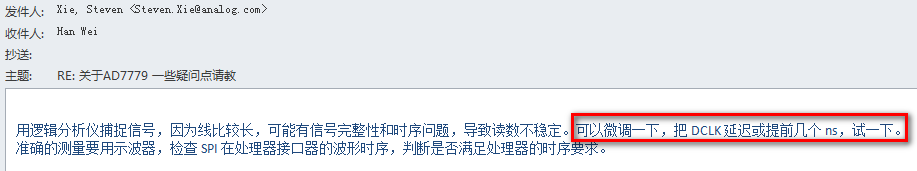 发件人: Xie, Steven <Steven.Xie@analog.com>
收件人: Han Wei
抄送:
主题: RE: 关于AD7779 一些疑问点请教
用逻辑分析仪捕捉信号，因为线比较长，可能有信号完整性和时序问题，导致读数不稳定。可以微调一下，把 DCLK 延迟或提前几个 ns，试一下。
准确的测量要用示波器，检查 SPI 在处理器接口器的波形时序，判断是否满足处理器的时序要求。